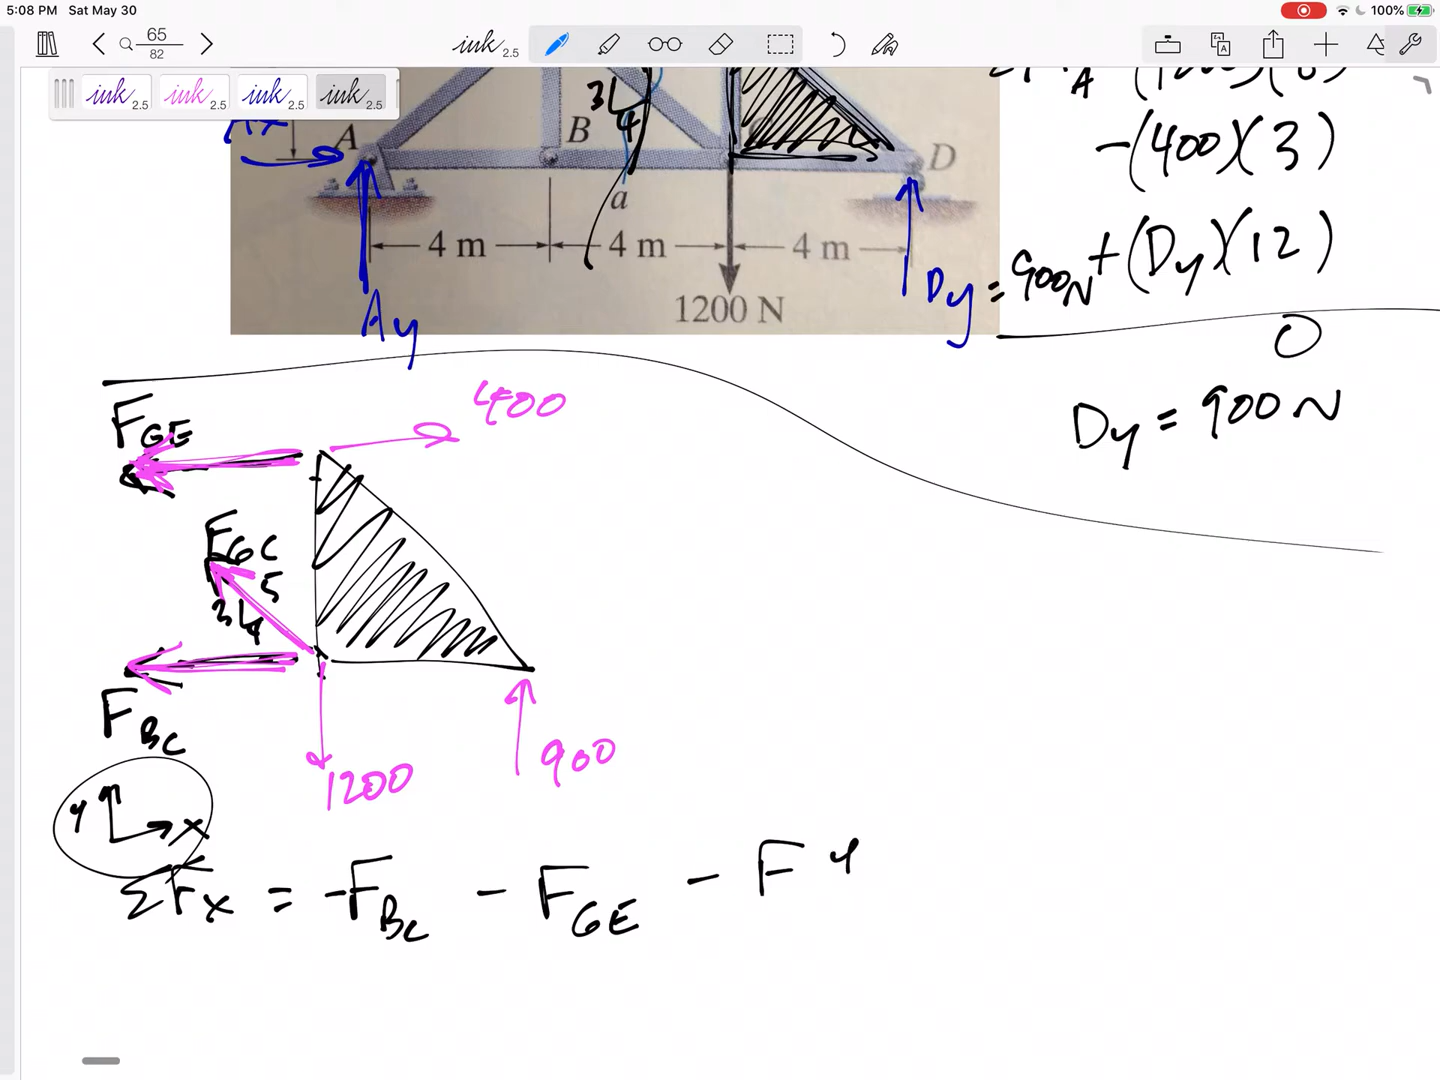 5:08 PM Sat May 30
100%
65
82
ink 2.5
ink 2.5 ink 2.5 ink 2.5 ink 2.5
A
-(400)(3)
3
4
A
B
D
a
4 m
4 m
4 m
Dy = 900N
+(Dy)(12)
1200 N
Ay
0
FGE
400
Dy = 900 N
FGC
5
3
4
FBC
1200
900
y
x
ΣFx = -FBC - FGE - F 4